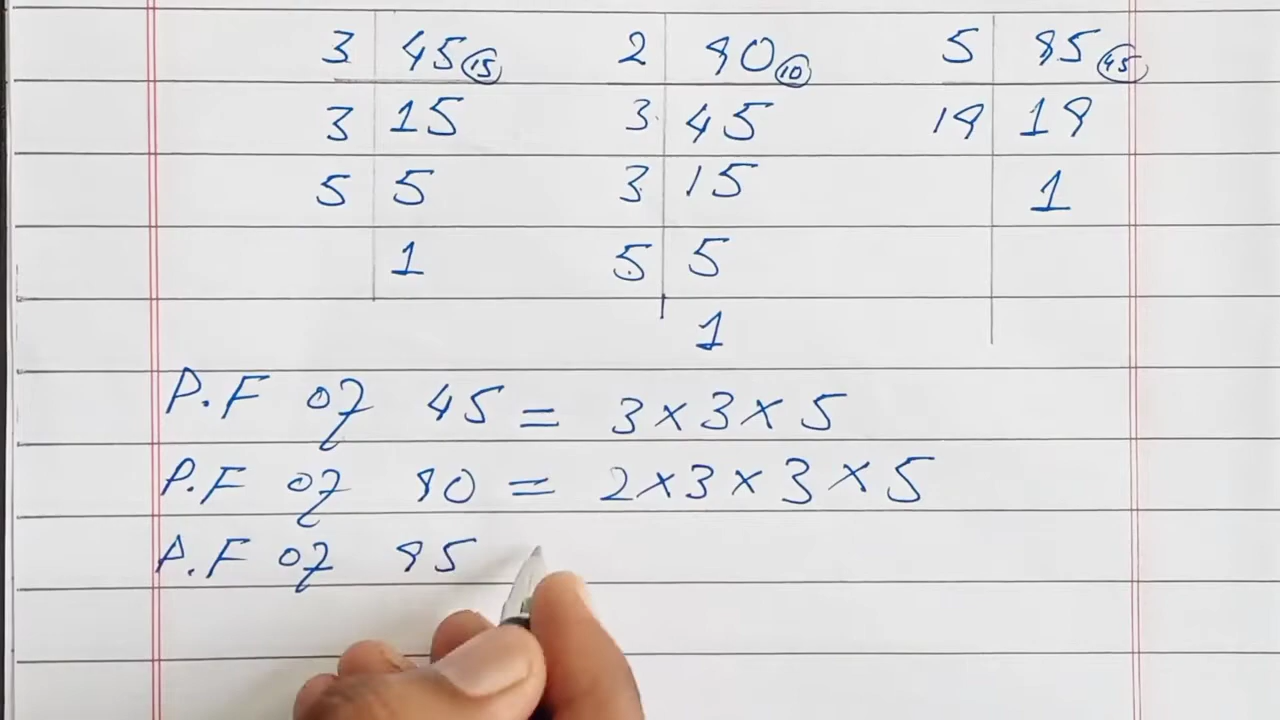 3 45 15 2 90 10 5 95 45
3 15 3 45 19 19
5 5 3 15 1
1 5 5
1
P.F of 45 = 3×3×5
P.F of 90 = 2×3×3×5
P.F of 95